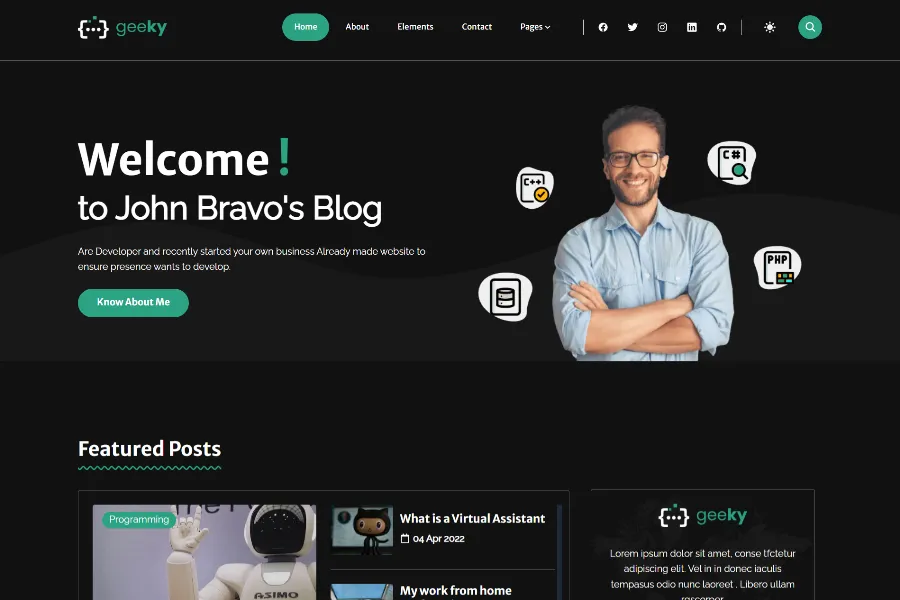 {...} geeky
Home About Elements Contact Pages
Welcome!
to John Bravo's Blog
Are Developer and recently started your own business Already made website to
ensure presence wants to develop.
Know About Me
C++
C#
PHP
Featured Posts
Programming
ASIMO
What is a Virtual Assistant
04 Apr 2022
My work from home
{...} geeky
Lorem ipsum dolor sit amet, conse tfctetur
adipiscing elit. Vel in in donec iaculis
tempasus odio nunc laoreet . Libero ullam